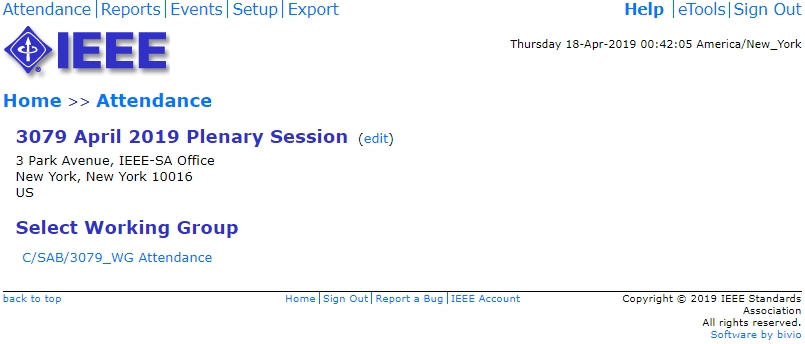 Attendance | Reports | Events | Setup | Export
Help | eTools | Sign Out
IEEE
Thursday 18-Apr-2019 00:42:05 America/New_York
Home >> Attendance
3079 April 2019 Plenary Session (edit)
3 Park Avenue, IEEE-SA Office
New York, New York 10016
US
Select Working Group
C/SAB/3079_WG Attendance
back to top
Home | Sign Out | Report a Bug | IEEE Account
Copyright © 2019 IEEE Standards
Association
All rights reserved.
Software by bivio